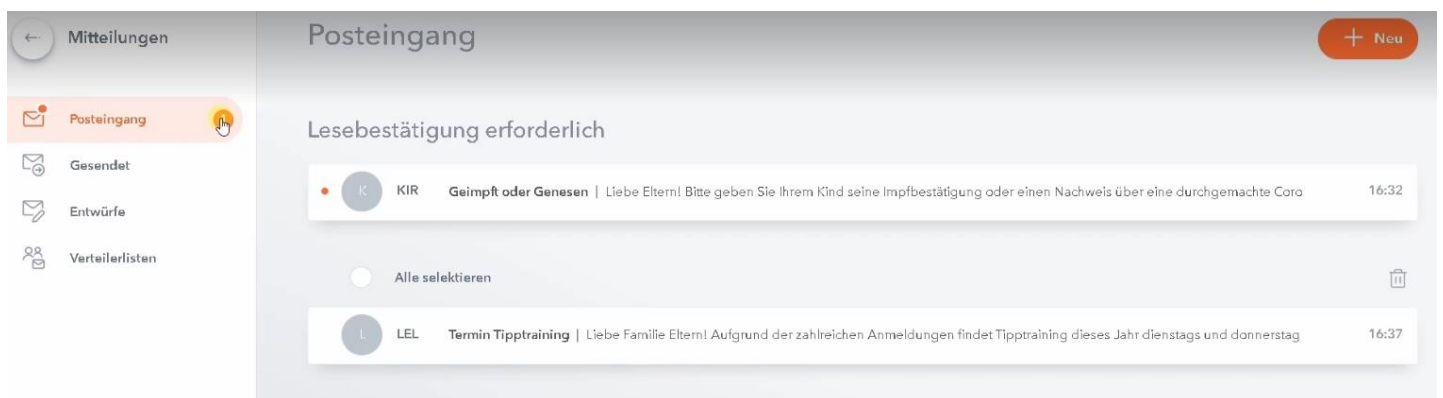 Mitteilungen
Posteingang
+ Neu
Posteingang
Gesendet
Entwürfe
Verteilerlisten
Lesebestätigung erforderlich
K KIR Geimpft oder Genesen | Liebe Eltern! Bitte geben Sie Ihrem Kind seine Impfbestätigung oder einen Nachweis über eine durchgemachte Coro 16:32
Alle selektieren
L LEL Termin Tipptraining | Liebe Familie Eltern! Aufgrund der zahlreichen Anmeldungen findet Tipptraining dieses Jahr dienstags und donnerstag 16:37